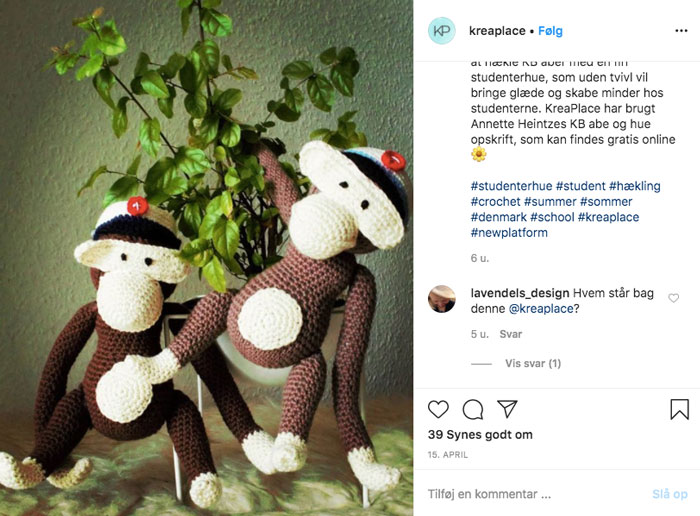 KP
kreaplace • Følg
at hækle KB aber med en fin
studenterhue, som uden tvivl vil
bringe glæde og skabe minder hos
studenterne. KreaPlace har brugt
Annette Heintzes KB abe og hue
opskrift, som kan findes gratis online
🌼
#studenterhue #student #hækling
#crochet #summer #sommer
#denmark #school #kreaplace
#newplatform
6 u.
lavendels_design Hvem står bag
denne @kreaplace?
5 u. Svar
Vis svar (1)
39 Synes godt om
15. APRIL
Tilføj en kommentar ...
Slå op